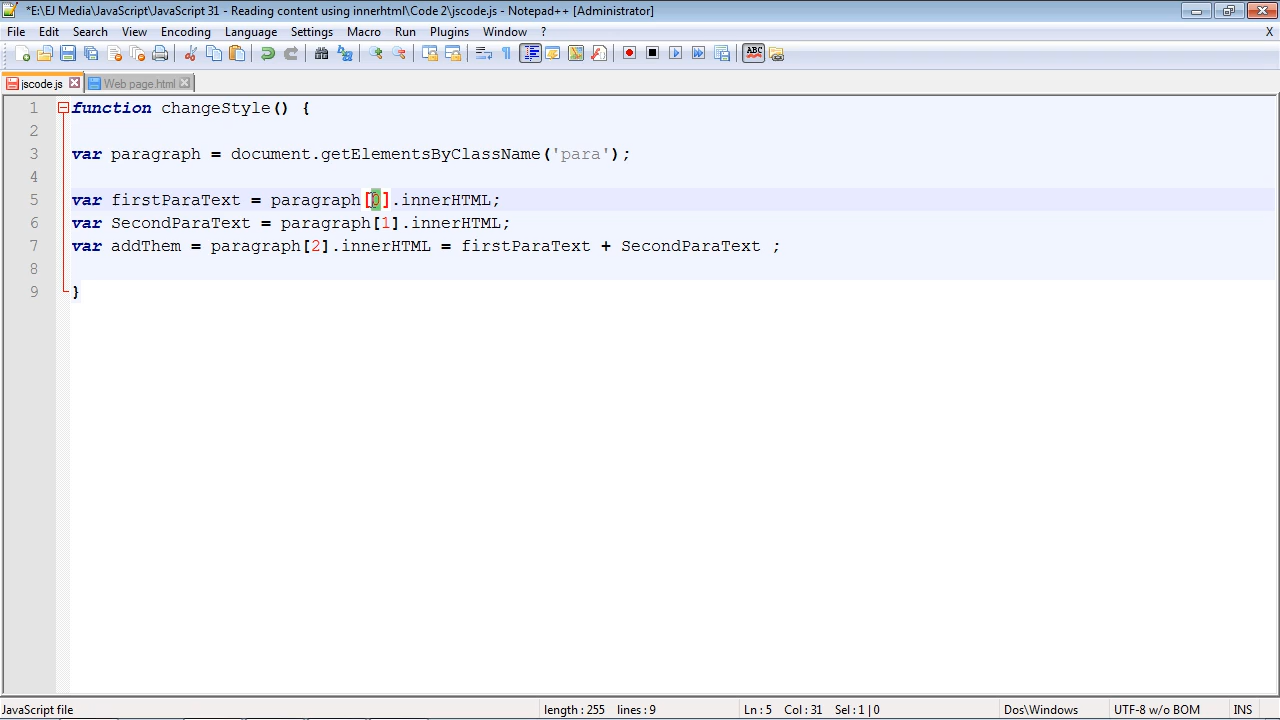 *E:\EJ Media\JavaScript\JavaScript 31 - Reading content using innerhtml\Code 2\jscode.js - Notepad++ [Administrator]
File Edit Search View Encoding Language Settings Macro Run Plugins Window ? X
ABC
jscode.js Web page.html
1 function changeStyle() {
2
3 var paragraph = document.getElementsByClassName('para');
4
5 var firstParaText = paragraph[0].innerHTML;
6 var SecondParaText = paragraph[1].innerHTML;
7 var addThem = paragraph[2].innerHTML = firstParaText + SecondParaText ;
8
9 }
JavaScript file length : 255 lines : 9 Ln : 5 Col : 31 Sel : 1 | 0 Dos\Windows UTF-8 w/o BOM INS